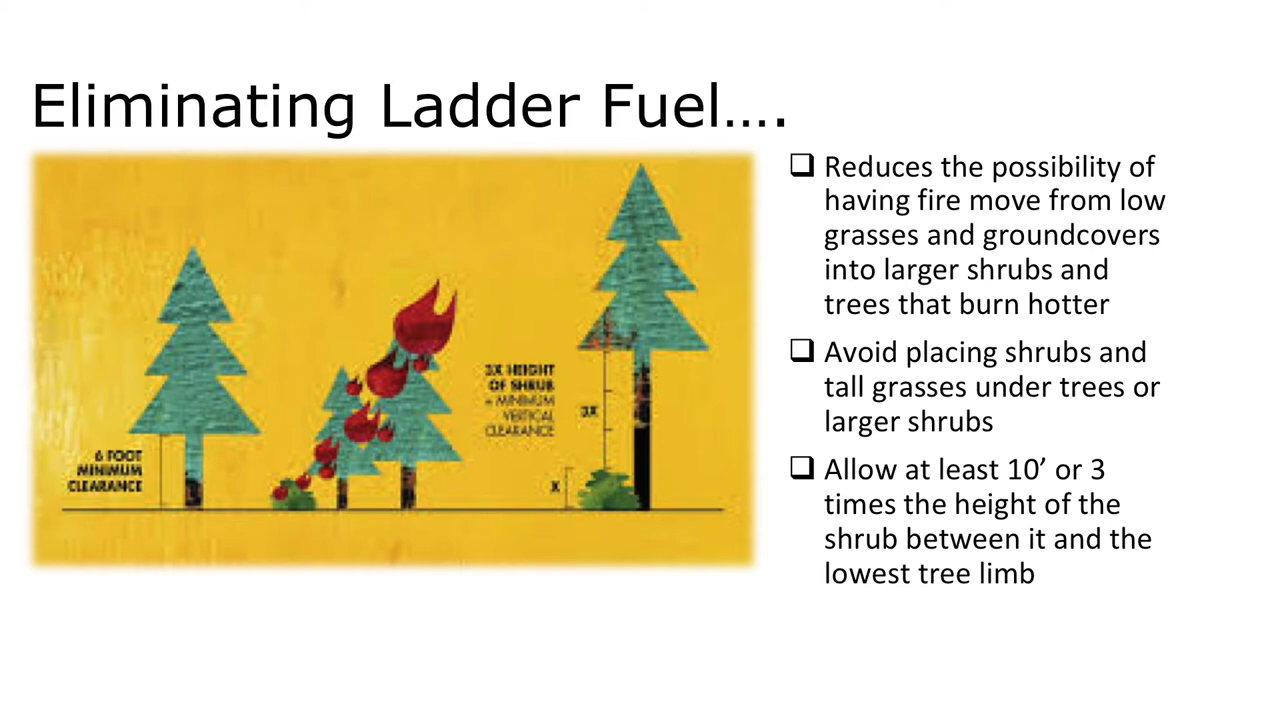 Eliminating Ladder Fuel….
❑ Reduces the possibility of
having fire move from low
grasses and groundcovers
into larger shrubs and
trees that burn hotter
❑ Avoid placing shrubs and
tall grasses under trees or
larger shrubs
❑ Allow at least 10’ or 3
times the height of the
shrub between it and the
lowest tree limb
6 FOOT
MINIMUM
CLEARANCE
3X HEIGHT
OF SHRUB
= MINIMUM
VERTICAL
CLEARANCE
3X
X